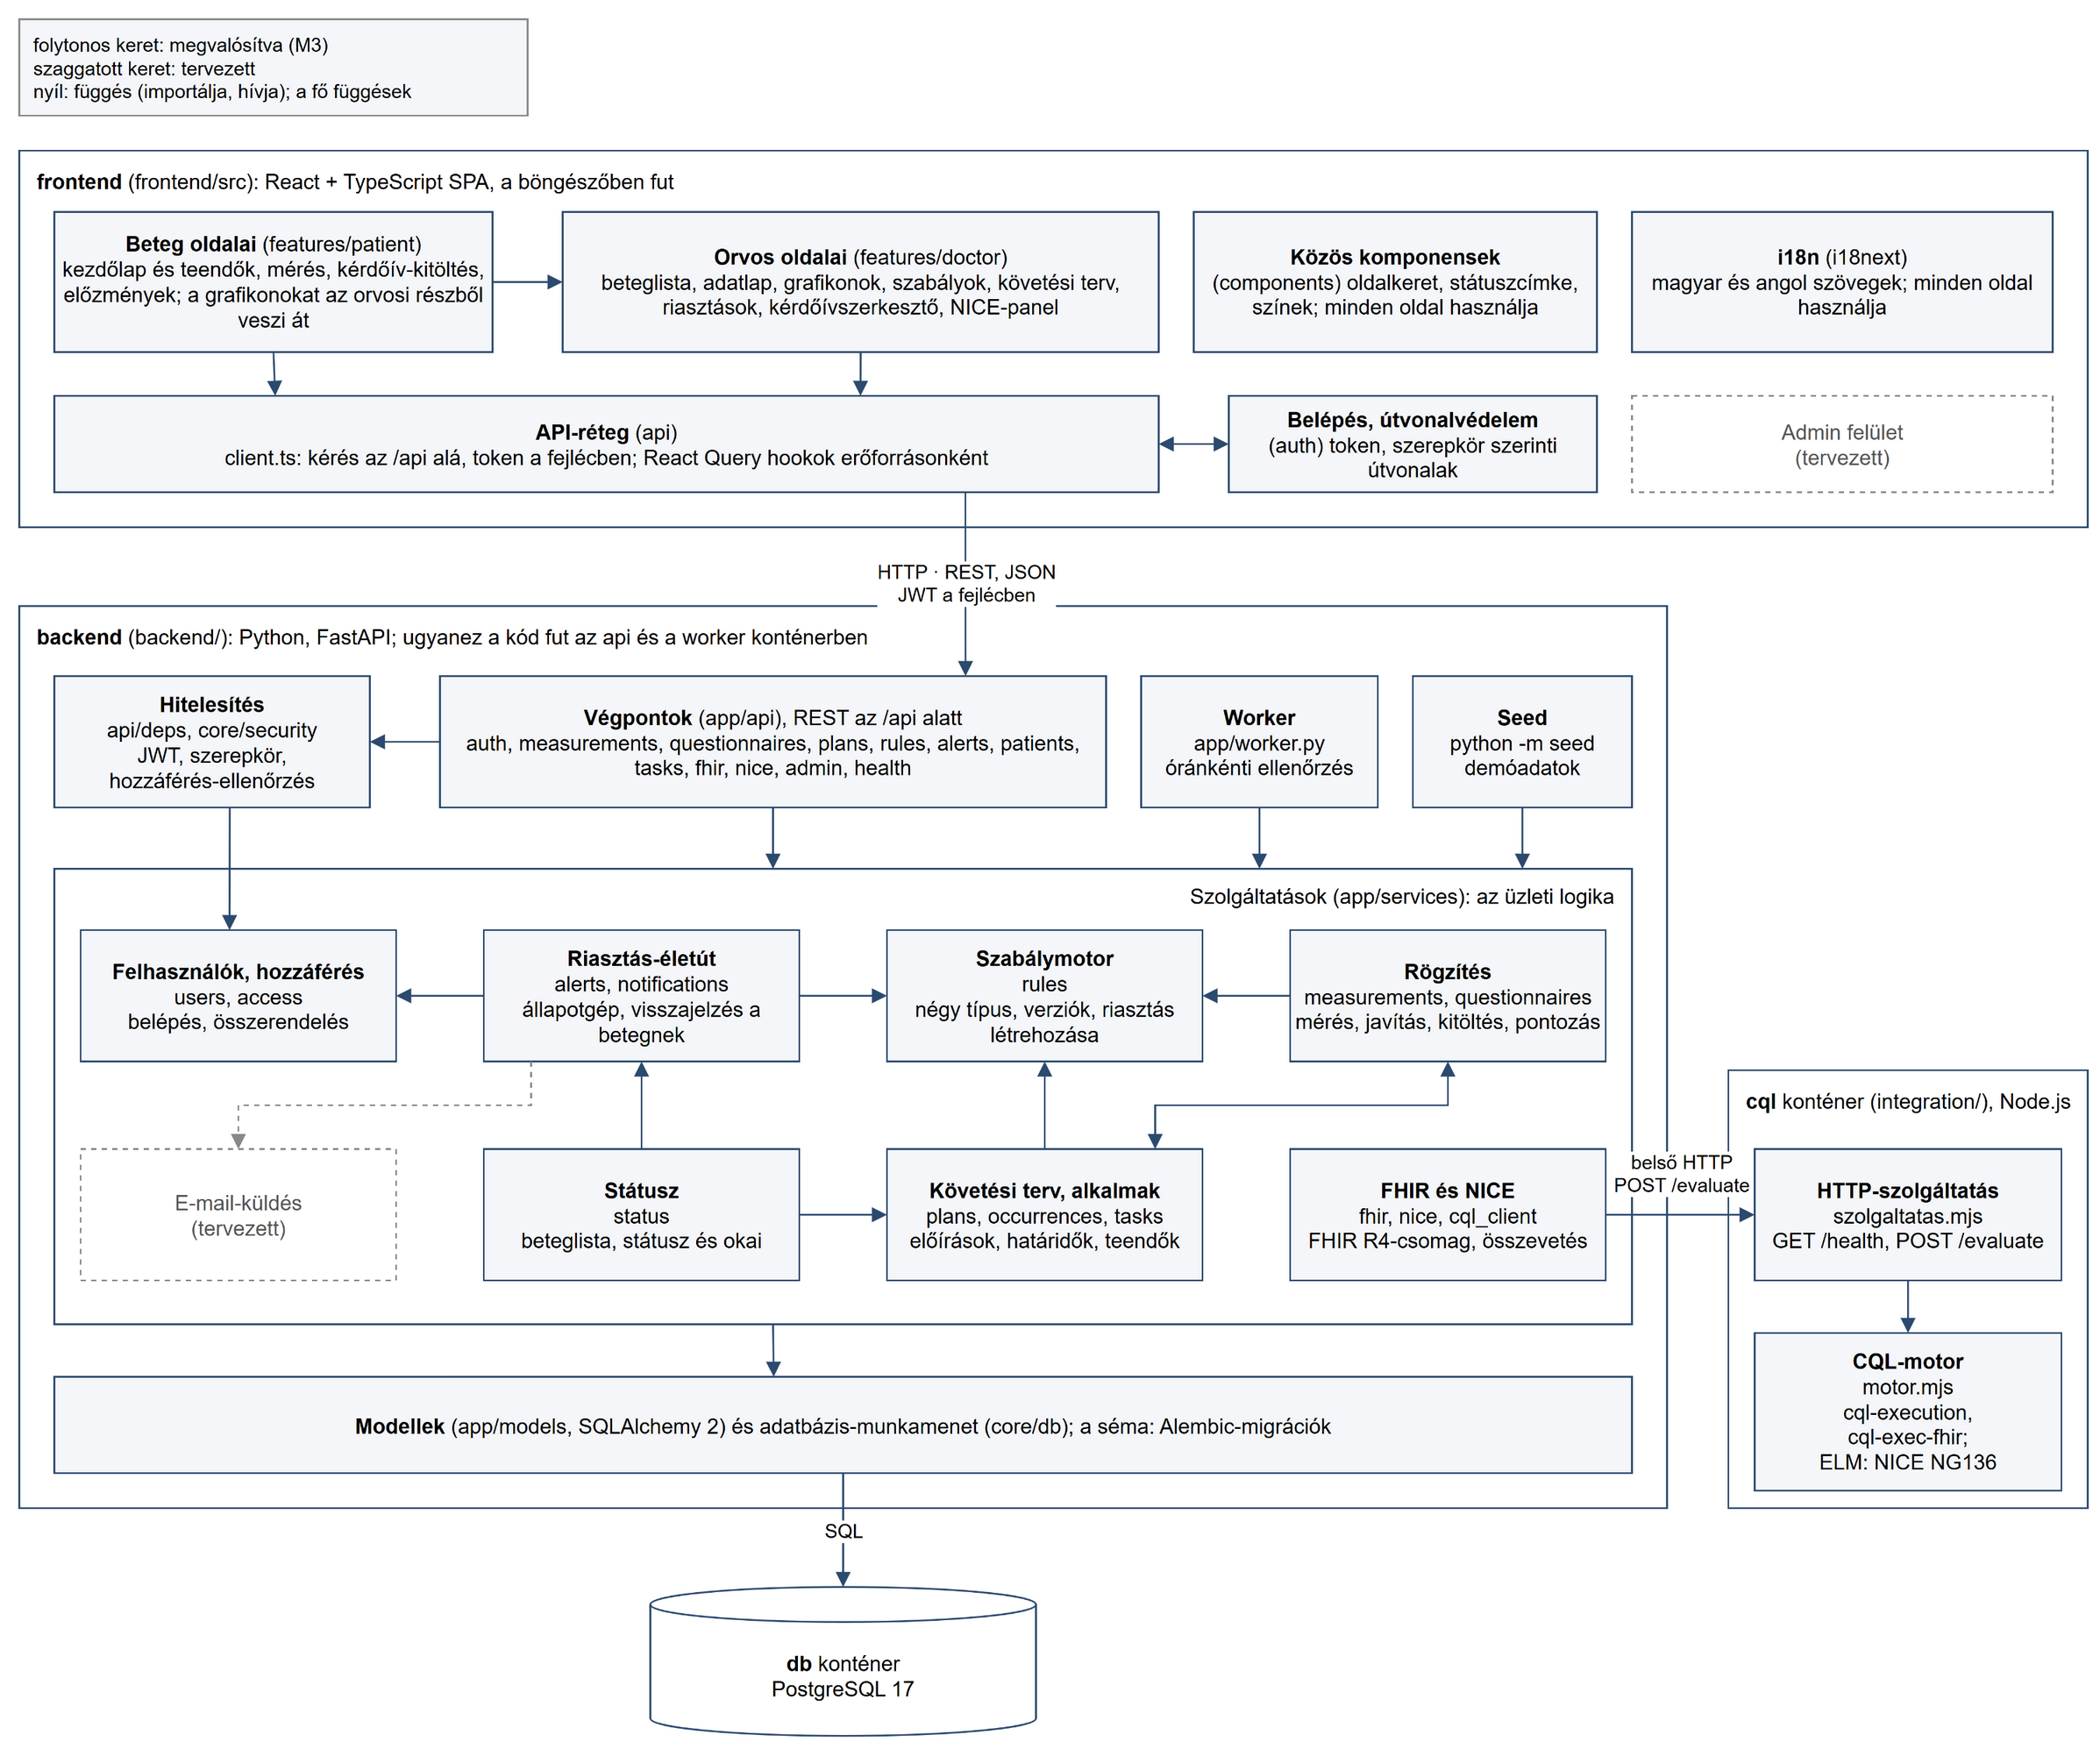 folytonos keret: megvalósítva (M3)
szaggatott keret: tervezett
nyíl: függés (importálja, hívja); a fő függések
frontend (frontend/src): React + TypeScript SPA, a böngészőben fut
Beteg oldalai (features/patient)
kezdőlap és teendők, mérés, kérdőív-kitöltés,
előzmények; a grafikonokat az orvosi részből
veszi át
Orvos oldalai (features/doctor)
beteglista, adatlap, grafikonok, szabályok, követési terv,
riasztások, kérdőívszerkesztő, NICE-panel
Közös komponensek
(components) oldalkeret, státuszcímke,
színek; minden oldal használja
i18n (i18next)
magyar és angol szövegek; minden oldal
használja
API-réteg (api)
client.ts: kérés az /api alá, token a fejlécben; React Query hookok erőforrásonként
Belépés, útvonalvédelem
(auth) token, szerepkör szerinti
útvonalak
Admin felület
(tervezett)
HTTP · REST, JSON
JWT a fejlécben
backend (backend/): Python, FastAPI; ugyanez a kód fut az api és a worker konténerben
Hitelesítés
api/deps, core/security
JWT, szerepkör,
hozzáférés-ellenőrzés
Végpontok (app/api), REST az /api alatt
auth, measurements, questionnaires, plans, rules, alerts, patients,
tasks, fhir, nice, admin, health
Worker
app/worker.py
óránkénti ellenőrzés
Seed
python -m seed
demóadatok
Szolgáltatások (app/services): az üzleti logika
Felhasználók, hozzáférés
users, access
belépés, összerendelés
Riasztás-életút
alerts, notifications
állapotgép, visszajelzés a
betegnek
Szabálymotor
rules
négy típus, verziók, riasztás
létrehozása
Rögzítés
measurements, questionnaires
mérés, javítás, kitöltés, pontozás
E-mail-küldés
(tervezett)
Státusz
status
beteglista, státusz és okai
Követési terv, alkalmak
plans, occurrences, tasks
előírások, határidők, teendők
FHIR és NICE
fhir, nice, cql_client
FHIR R4-csomag, összevetés
belső HTTP
POST /evaluate
cql konténer (integration/), Node.js
HTTP-szolgáltatás
szolgaltatas.mjs
GET /health, POST /evaluate
CQL-motor
motor.mjs
cql-execution,
cql-exec-fhir;
ELM: NICE NG136
Modellek (app/models, SQLAlchemy 2) és adatbázis-munkamenet (core/db); a séma: Alembic-migrációk
SQL
db konténer
PostgreSQL 17